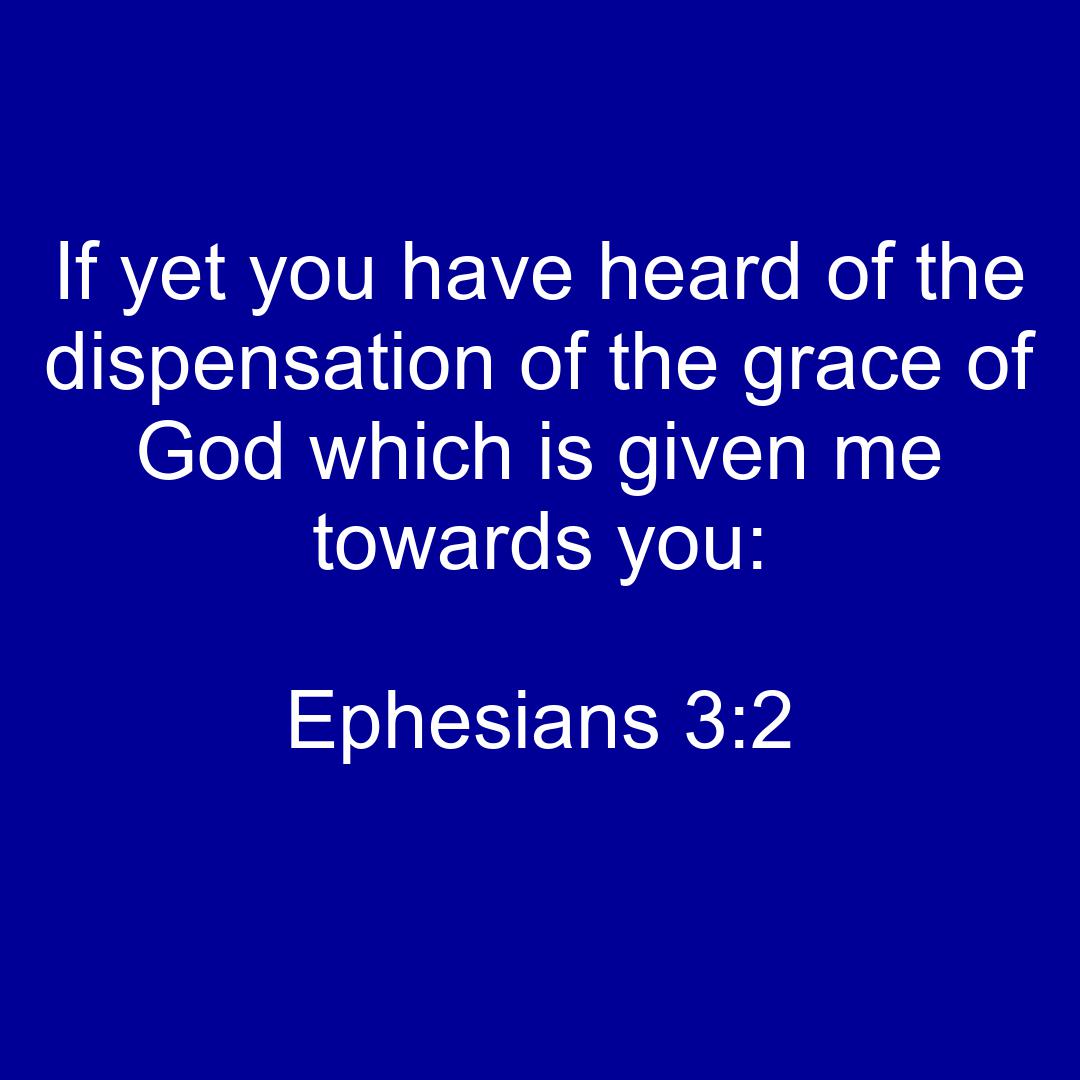 If yet you have heard of the
dispensation of the grace of
God which is given me
towards you:
Ephesians 3:2